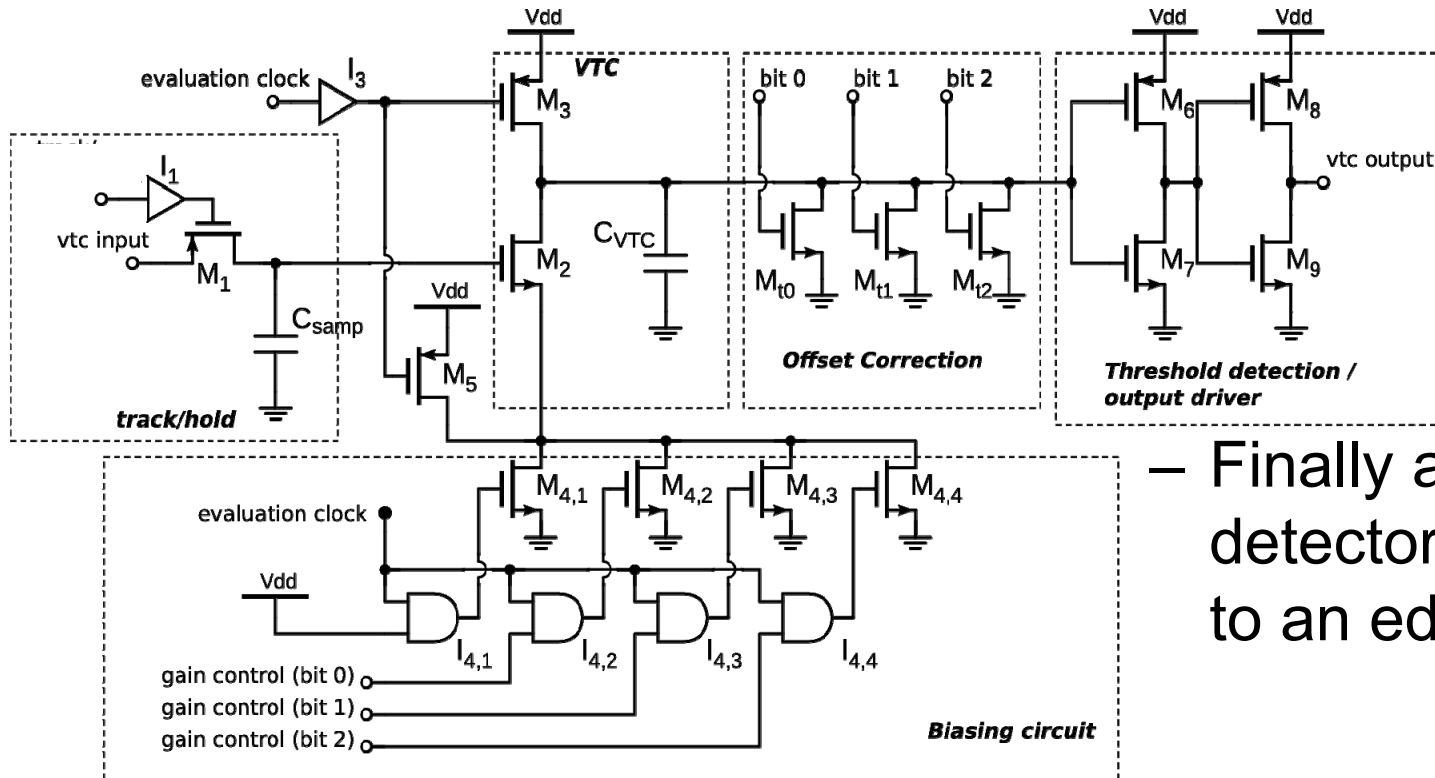 Vdd
Vdd
Vdd
evaluation clock
I3
VTC
M3
bit 0
bit 1
bit 2
M6
M8
vtc output
I1
vtc input
M1
M2
CVTC
Mt0
Mt1
Mt2
M7
M9
Csamp
Vdd
M5
Offset Correction
Threshold detection /
output driver
track/hold
M4,1
M4,2
M4,3
M4,4
evaluation clock
Vdd
I4,1
I4,2
I4,3
I4,4
gain control (bit 0)
gain control (bit 1)
gain control (bit 2)
Biasing circuit
– Finally a
detector
to an ed